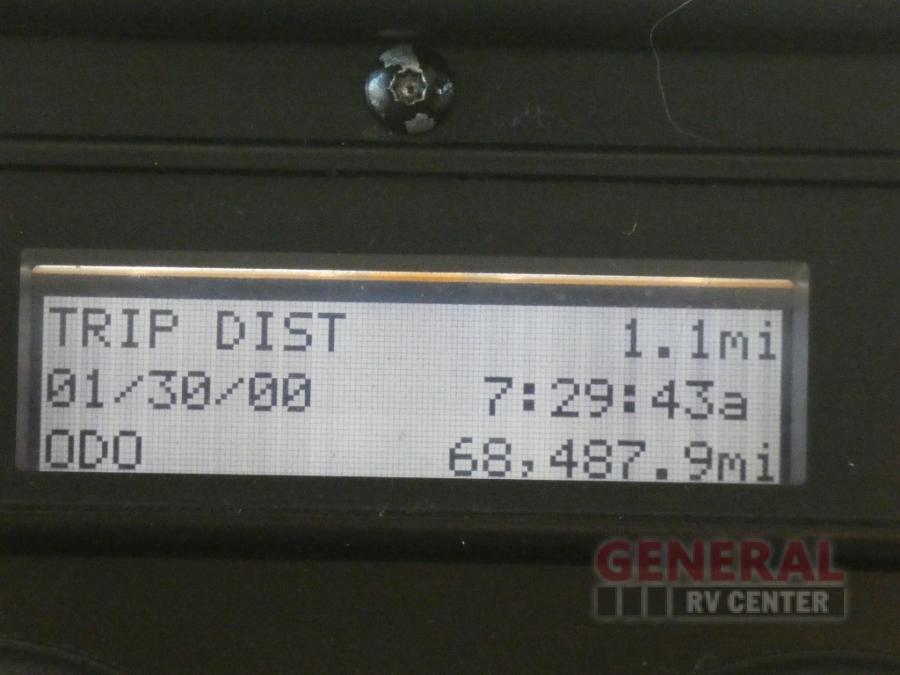 TRIP DIST 1.1mi
01/30/00 7:29:43a
ODO 68,487.9mi
GENERAL
RV CENTER